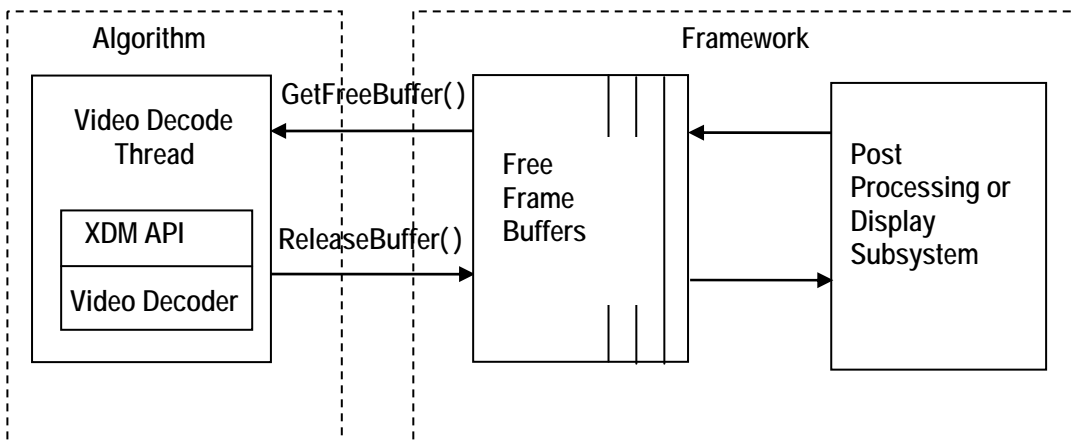 Algorithm
Framework
GetFreeBuffer( )
Video Decode
Thread
Free
Frame
Buffers
Post
Processing or
Display
Subsystem
XDM API
ReleaseBuffer( )
Video Decoder